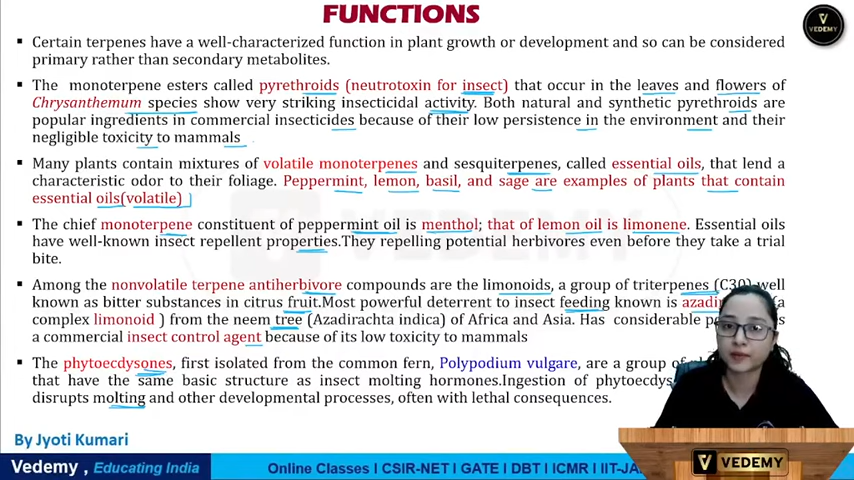 FUNCTIONS
VEDEMY
▪ Certain terpenes have a well-characterized function in plant growth or development and so can be considered
primary rather than secondary metabolites.
▪ The monoterpene esters called pyrethroids (neutrotoxin for insect) that occur in the leaves and flowers of
Chrysanthemum species show very striking insecticidal activity. Both natural and synthetic pyrethroids are
popular ingredients in commercial insecticides because of their low persistence in the environment and their
negligible toxicity to mammals
▪ Many plants contain mixtures of volatile monoterpenes and sesquiterpenes, called essential oils, that lend a
characteristic odor to their foliage. Peppermint, lemon, basil, and sage are examples of plants that contain
essential oils(volatile)
▪ The chief monoterpene constituent of peppermint oil is menthol; that of lemon oil is limonene. Essential oils
have well-known insect repellent properties.They repelling potential herbivores even before they take a trial
bite.
▪ Among the nonvolatile terpene antiherbivore compounds are the limonoids, a group of triterpenes (C30) well
known as bitter substances in citrus fruit.Most powerful deterrent to insect feeding known is (a
complex limonoid ) from the neem tree (Azadirachta indica) of Africa and Asia. Has considerable
a commercial insect control agent because of its low toxicity to mammals
▪ The phytoecdysones, first isolated from the common fern, Polypodium vulgare, are a group of
that have the same basic structure as insect molting hormones.Ingestion of
disrupts molting and other developmental processes, often with lethal consequences.
By Jyoti Kumari
Vedemy , Educating India
Online Classes I CSIR-NET I GATE I DBT I ICMR I
VEDEMY